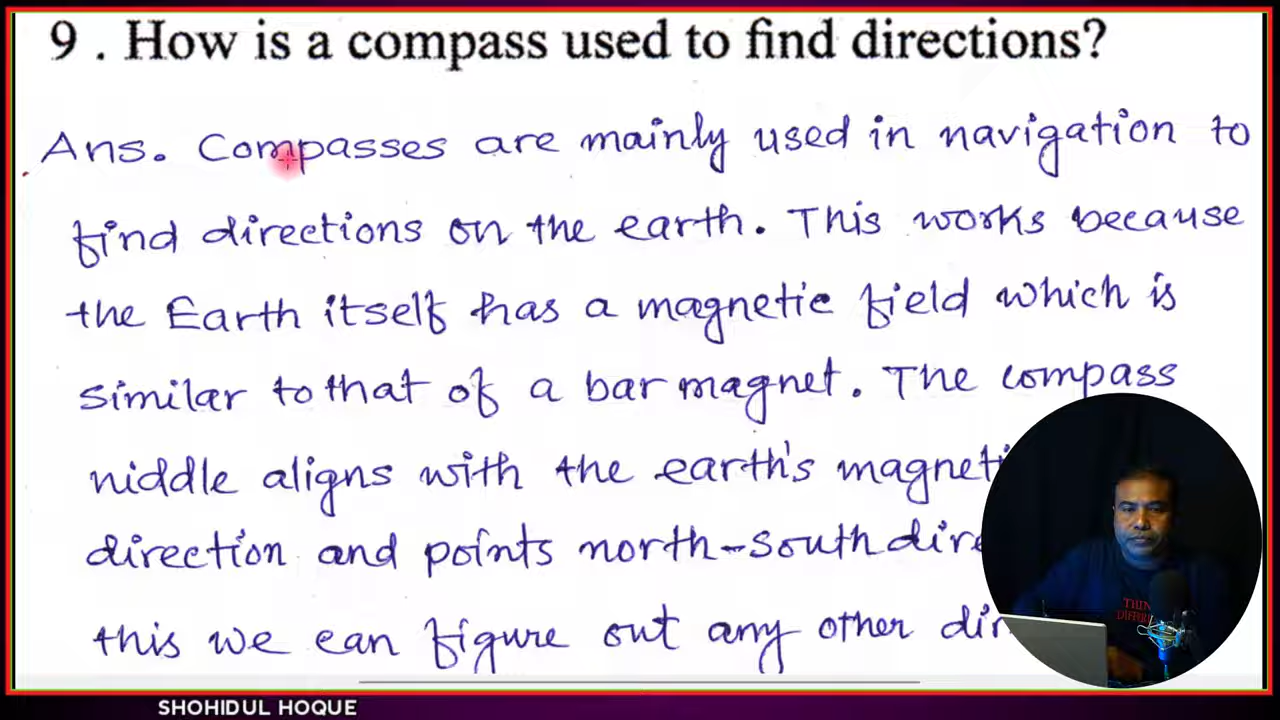 9 . How is a compass used to find directions?
Ans. Compasses are mainly used in navigation to
find directions on the earth. This works because
the Earth itself has a magnetic field which is
similar to that of a bar magnet. The compass
niddle aligns with the earth's
direction and points north-south
this we can figure out any other
THIN
SHOHIDUL HOQUE